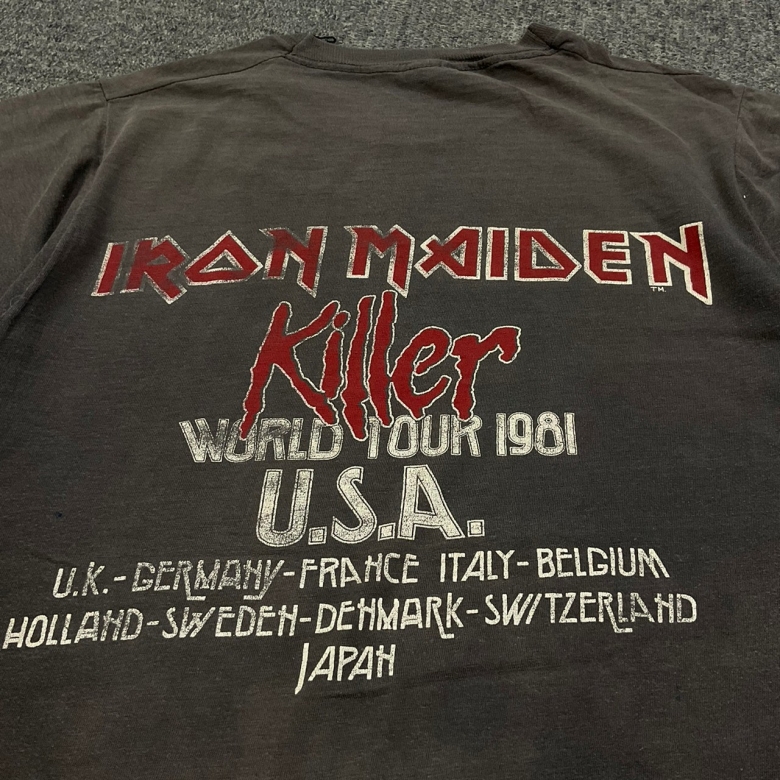 IRON MAIDEN TM.
Killer
WORLD TOUR 1981
U.S.A.
U.K.-GERMANY-FRANCE ITALY-BELGIUM
HOLLAND-SWEDEN-DENMARK-SWITZERLAND
JAPAN